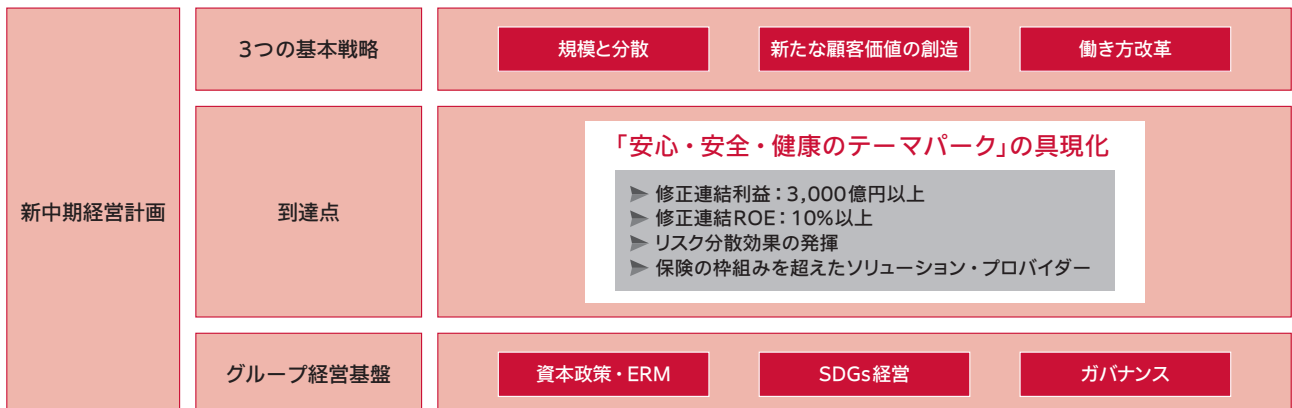 新中期経営計画
3つの基本戦略
規模と分散
新たな顧客価値の創造
働き方改革
到達点
「安心・安全・健康のテーマパーク」の具現化
➤ 修正連結利益：3,000億円以上
➤ 修正連結ROE：10%以上
➤ リスク分散効果の発揮
➤ 保険の枠組みを超えたソリューション・プロバイダー
グループ経営基盤
資本政策・ERM
SDGs経営
ガバナンス